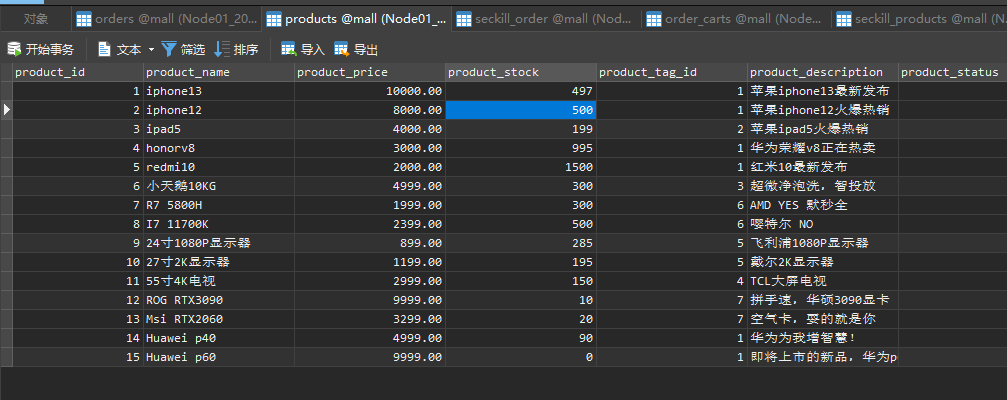 对象 orders @mall (Node01_20... products @mall (Node01_... seckill_order @mall (Nod... order_carts @mall (Node... seckill_products @mall (N
开始事务 文本 筛选 排序 导入 导出
product_id product_name product_price product_stock product_tag_id product_description product_status
1 iphone13 10000.00 497 1 苹果iphone13最新发布
2 iphone12 8000.00 500 1 苹果iphone12火爆热销
3 ipad5 4000.00 199 2 苹果ipad5火爆热销
4 honorv8 3000.00 995 1 华为荣耀v8正在热卖
5 redmi10 2000.00 1500 1 红米10最新发布
6 小天鹅10KG 4999.00 300 3 超微净泡洗，智投放
7 R7 5800H 1999.00 300 6 AMD YES 默秒全
8 I7 11700K 2399.00 500 6 嘤特尔 NO
9 24寸1080P显示器 899.00 285 5 飞利浦1080P显示器
10 27寸2K显示器 1199.00 195 5 戴尔2K显示器
11 55寸4K电视 2999.00 150 4 TCL大屏电视
12 ROG RTX3090 9999.00 10 7 拼手速，华硕3090显卡
13 Msi RTX2060 3299.00 20 7 空气卡，耍的就是你
14 Huawei p40 4999.00 90 1 华为为我增智慧！
15 Huawei p60 9999.00 0 1 即将上市的新品，华为p